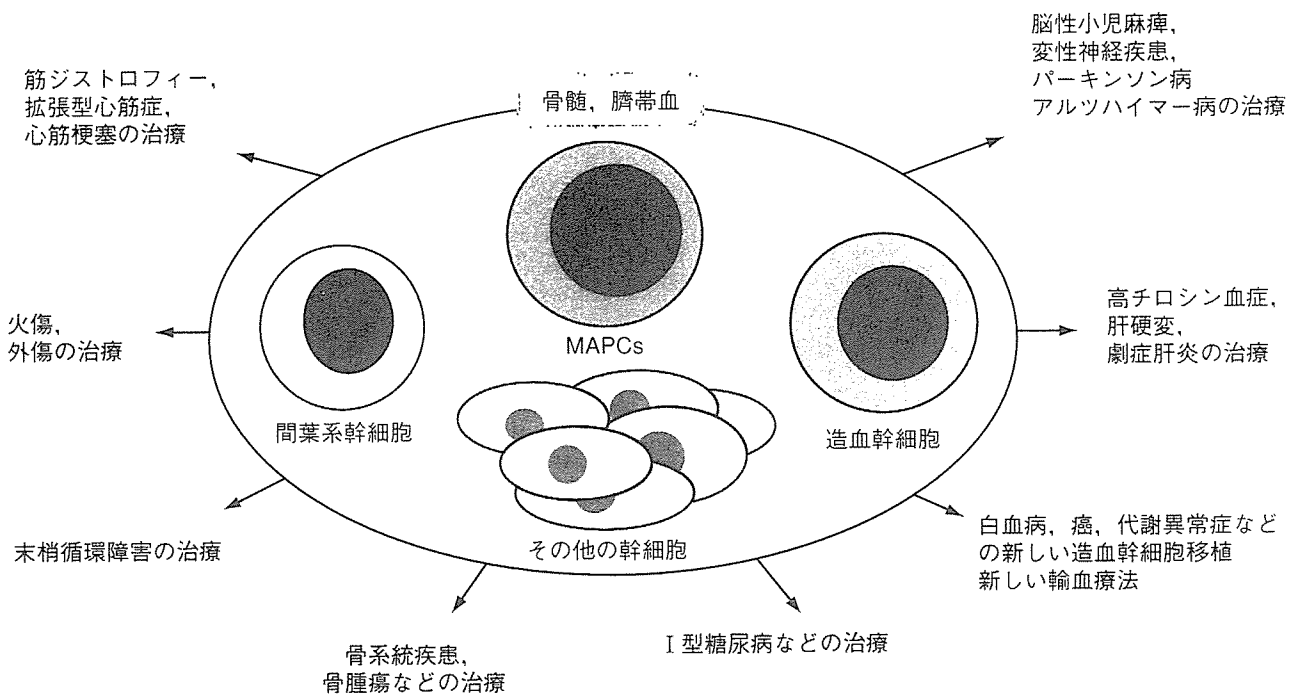 脳性小児麻痺,
変性神経疾患,
パーキンソン病
アルツハイマー病の治療
筋ジストロフィー,
拡張型心筋症,
心筋梗塞の治療
骨髄，臍帯血
MAPCs
火傷,
外傷の治療
高チロシン血症,
肝硬変,
劇症肝炎の治療
間葉系幹細胞
造血幹細胞
その他の幹細胞
末梢循環障害の治療
白血病，癌，代謝異常症など
の新しい造血幹細胞移植
新しい輸血療法
骨系統疾患,
骨腫瘍などの治療
I型糖尿病などの治療